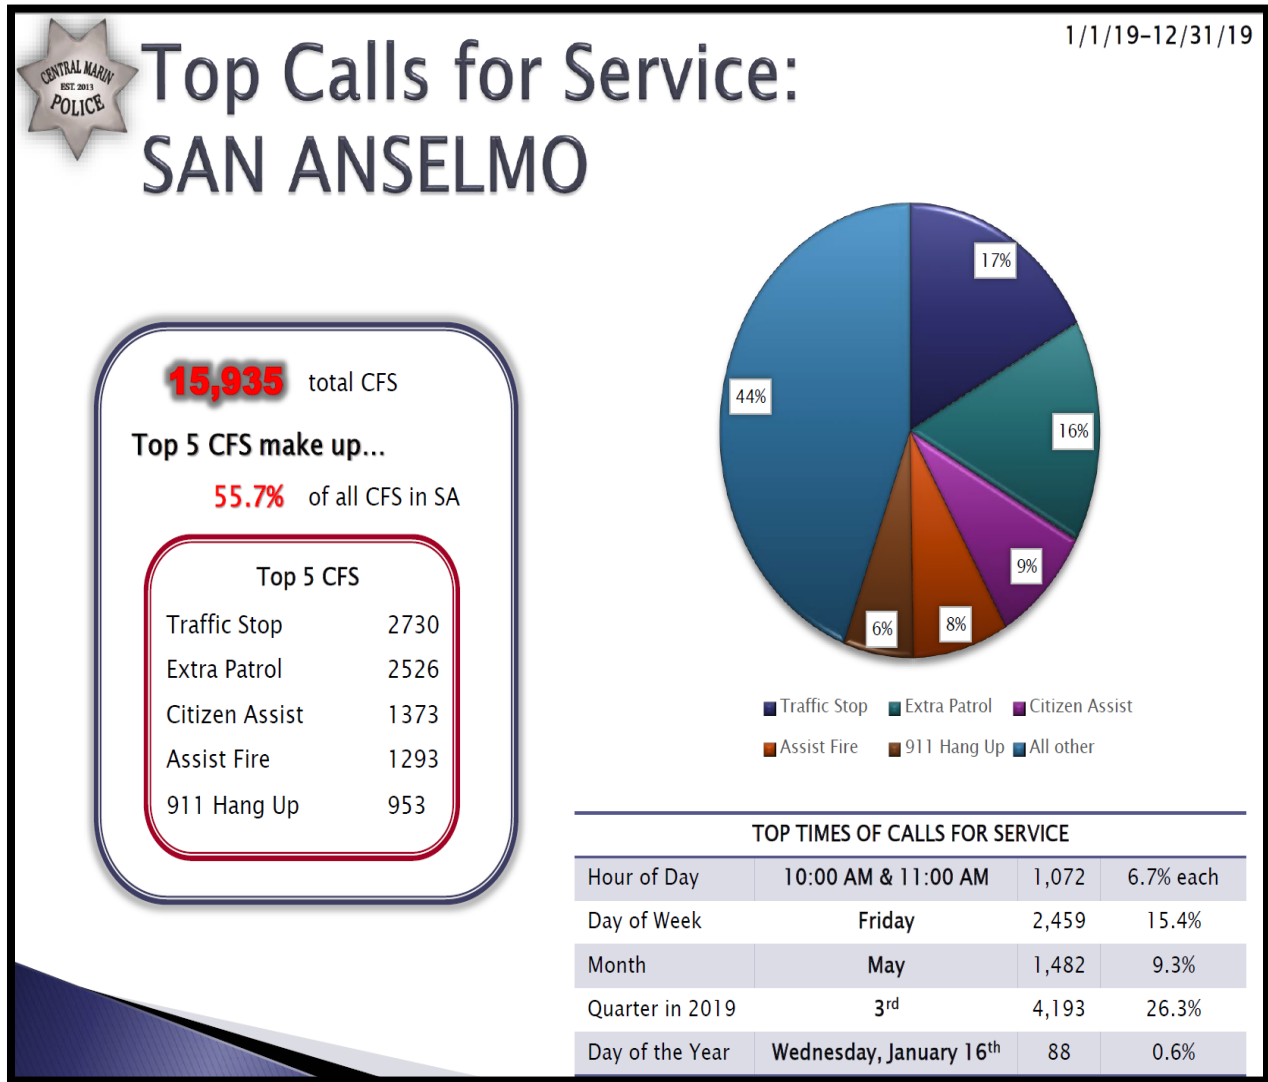 1/1/19-12/31/19
CENTRAL MARIN
EST. 2013
POLICE
Top Calls for Service:
SAN ANSELMO
15,935 total CFS
Top 5 CFS make up...
55.7% of all CFS in SA
Top 5 CFS
Traffic Stop 2730
Extra Patrol 2526
Citizen Assist 1373
Assist Fire 1293
911 Hang Up 953
17%
16%
9%
8%
6%
44%
Traffic Stop Extra Patrol Citizen Assist
Assist Fire 911 Hang Up All other
TOP TIMES OF CALLS FOR SERVICE
Hour of Day 10:00 AM & 11:00 AM 1,072 6.7% each
Day of Week Friday 2,459 15.4%
Month May 1,482 9.3%
Quarter in 2019 3rd 4,193 26.3%
Day of the Year Wednesday, January 16th 88 0.6%